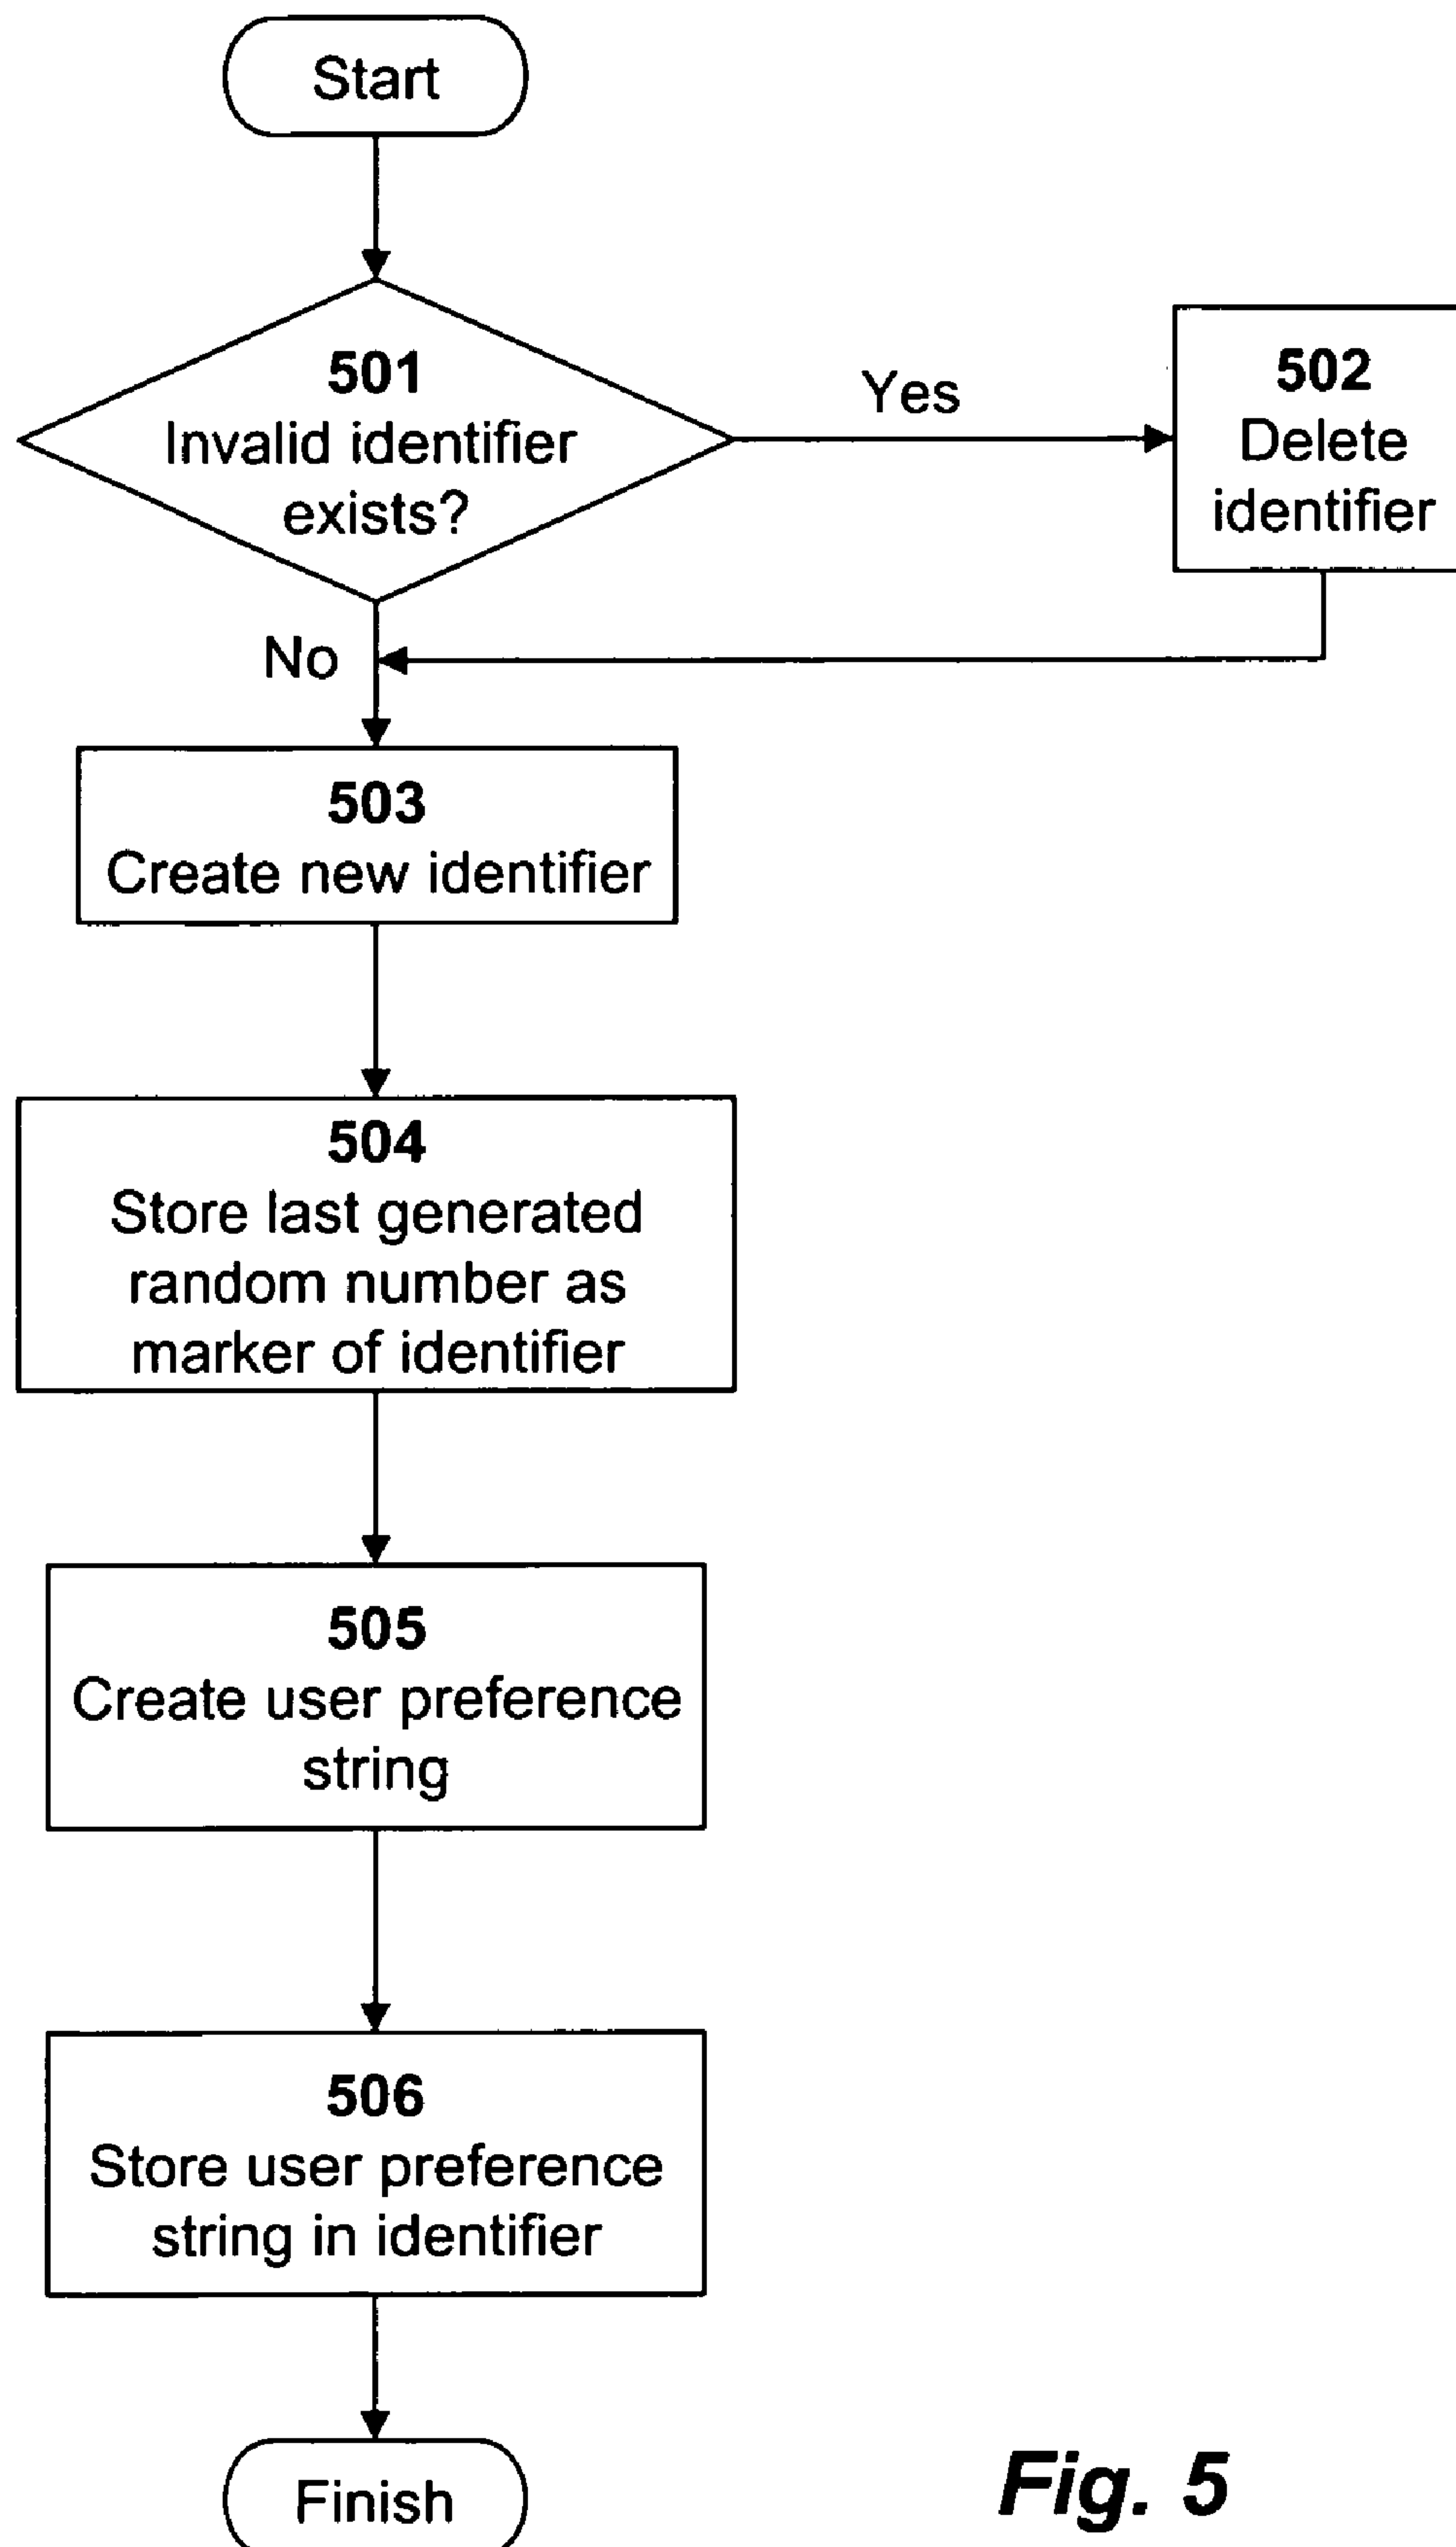 Start
501
Invalid identifier
exists?
Yes
502
Delete
identifier
No
503
Create new identifier
504
Store last generated
random number as
marker of identifier
505
Create user preference
string
506
Store user preference
string in identifier
Finish
Fig. 5